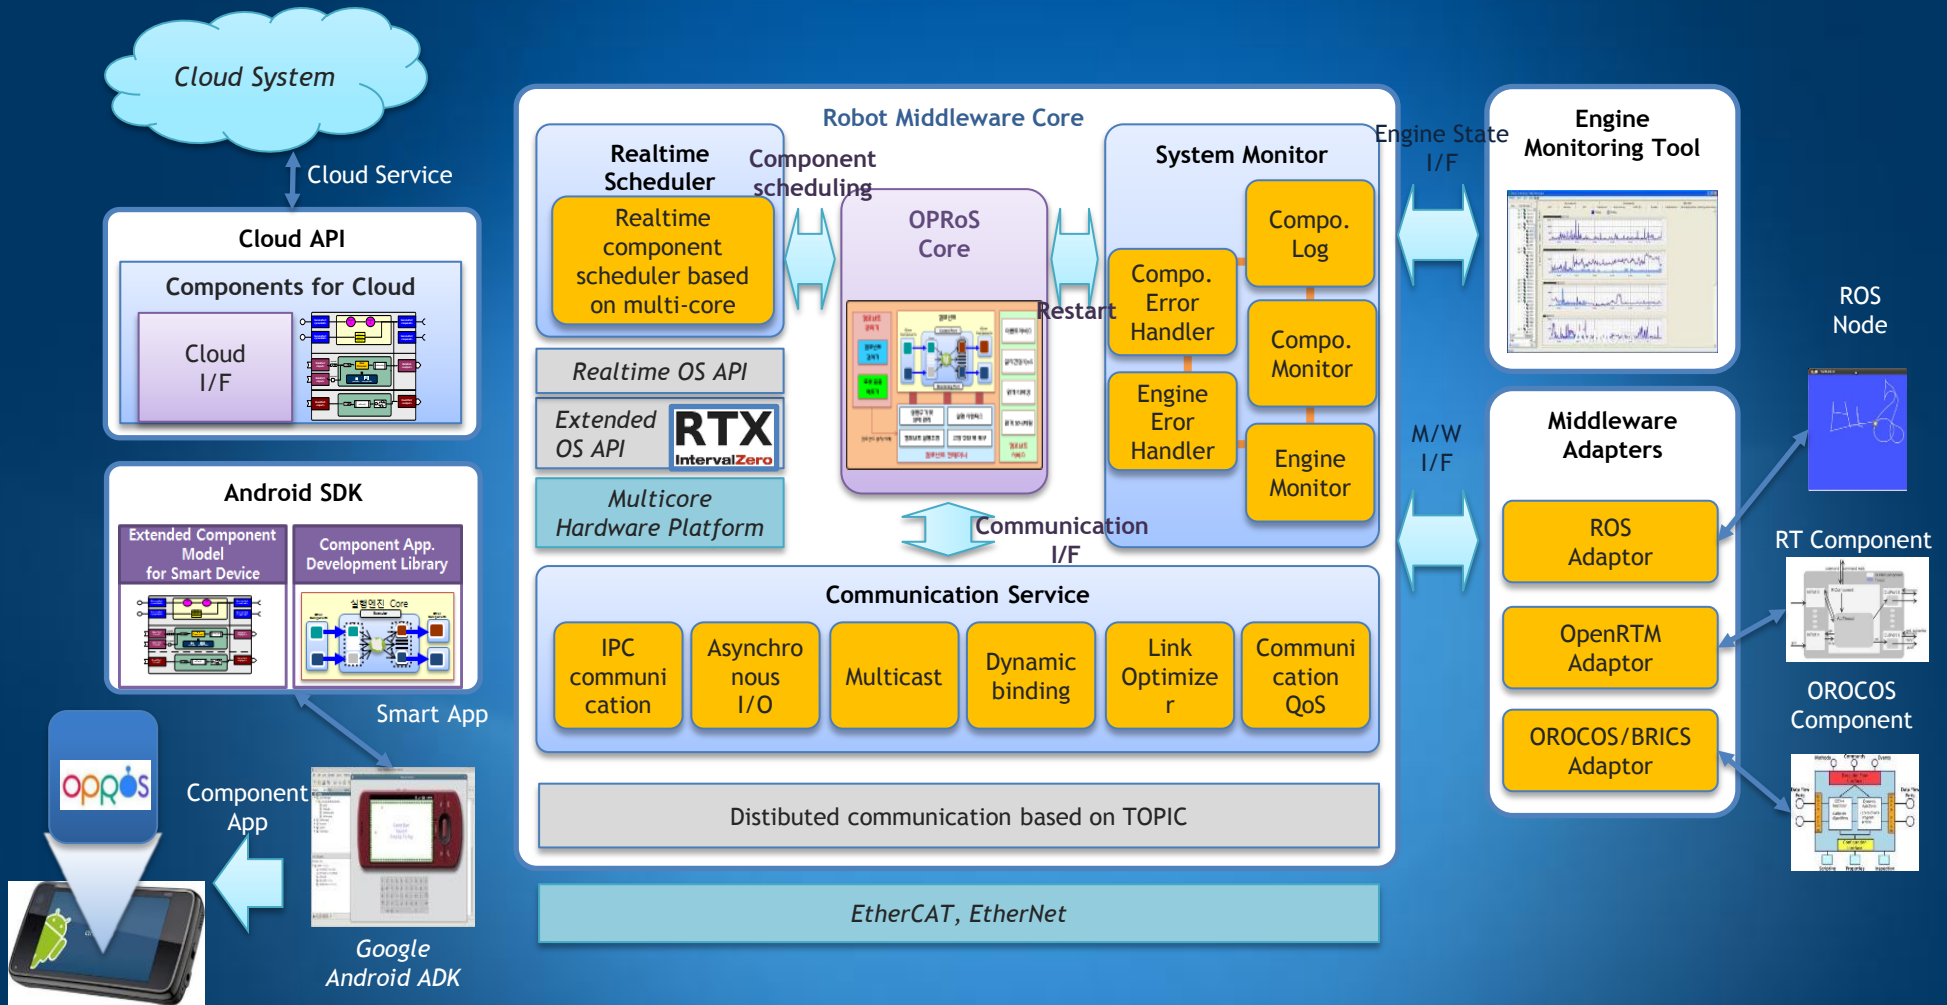 Cloud System
Cloud Service
Cloud API
Components for Cloud
Cloud
I/F
Android SDK
Extended Component
Model
for Smart Device
Component App.
Development Library
실행엔진 Core
Smart App
OPROS
Component
App
Google
Android ADK
Robot Middleware Core
Realtime
Scheduler
Realtime
component
scheduler based
on multi-core
Component
scheduling
Realtime OS API
Extended
OS API
RTX
IntervalZero
Multicore
Hardware Platform
OPRoS
Core
Restart
System Monitor
Compo.
Log
Compo.
Error
Handler
Compo.
Monitor
Engine
Eror
Handler
Engine
Monitor
Communication
I/F
Communication Service
IPC
communi
cation
Asynchro
nous
I/O
Multicast
Dynamic
binding
Link
Optimize
r
Communi
cation
QoS
Distibuted communication based on TOPIC
EtherCAT, EtherNet
Engine State
I/F
Engine
Monitoring Tool
M/W
I/F
Middleware
Adapters
ROS
Adaptor
OpenRTM
Adaptor
OROCOS/BRICS
Adaptor
ROS
Node
RT Component
OROCOS
Component